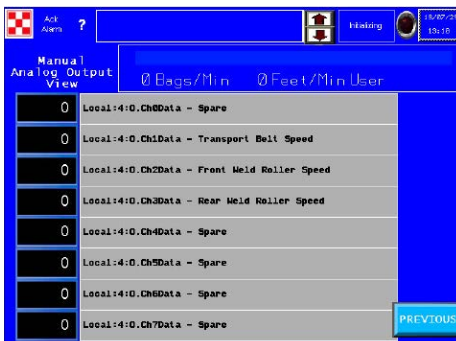 Ack
Alarm
?
Initializing
13:18
Manual
Analog Output
View
0 Bags/Min 0 Feet/Min User
0 Local:4:O.Ch0Data - Spare
0 Local:4:O.Ch1Data - Transport Belt Speed
0 Local:4:O.Ch2Data - Front Weld Roller Speed
0 Local:4:O.Ch3Data - Rear Weld Roller Speed
0 Local:4:O.Ch4Data - Spare
0 Local:4:O.Ch5Data - Spare
0 Local:4:O.Ch6Data - Spare
0 Local:4:O.Ch7Data - Spare
PREVIOUS